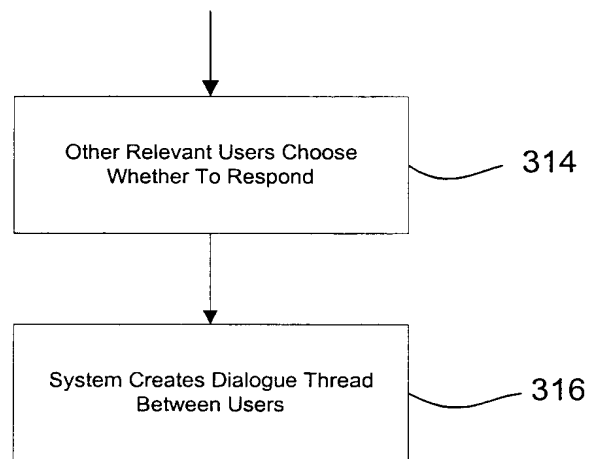 Other Relevant Users Choose
Whether To Respond
314
System Creates Dialogue Thread
Between Users
316